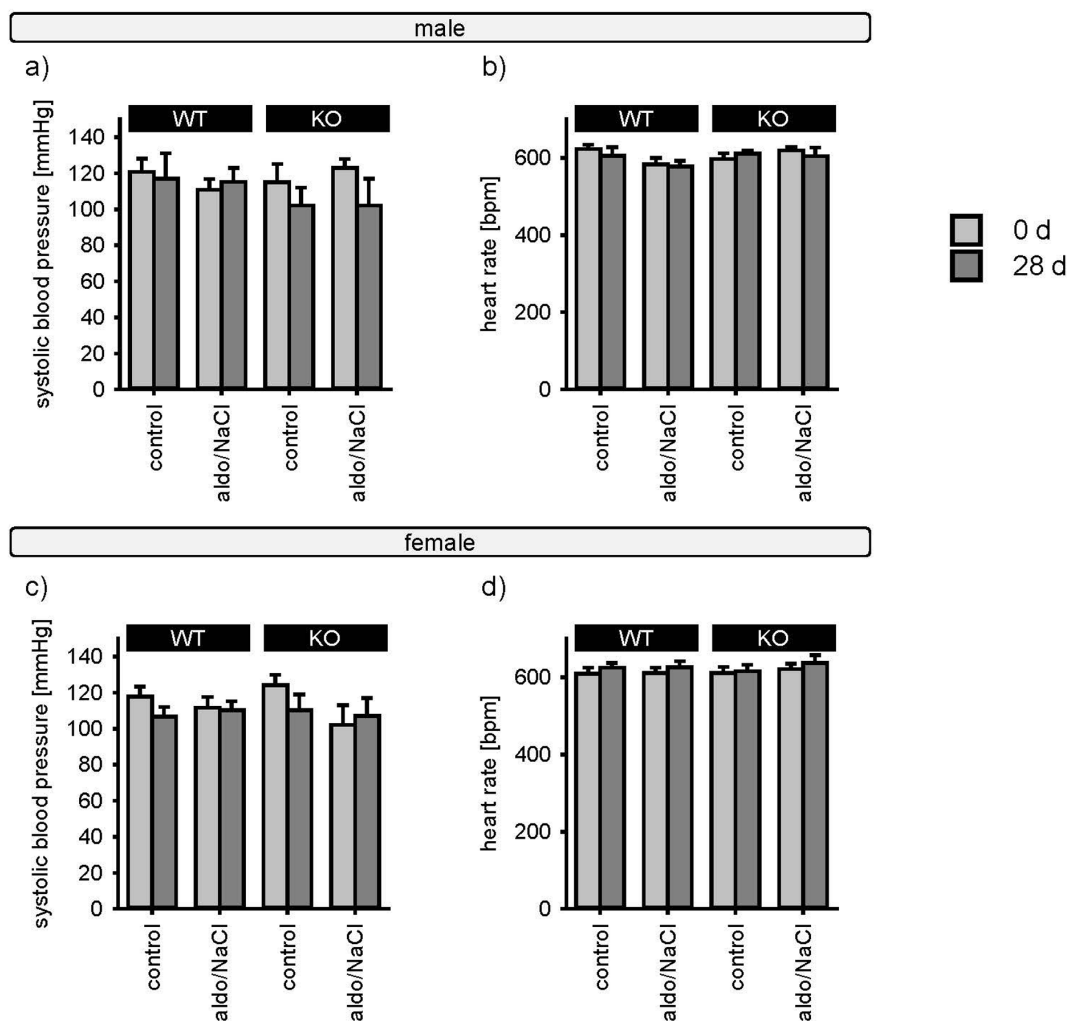 male
a)
b)
WT KO
WT KO
systolic blood pressure [mmHg]
140
120
100
80
60
40
20
0
control
aldo/NaCl
control
aldo/NaCl
heart rate [bpm]
600
400
200
0
control
aldo/NaCl
control
aldo/NaCl
0 d
28 d
female
c)
d)
WT KO
WT KO
systolic blood pressure [mmHg]
140
120
100
80
60
40
20
0
control
aldo/NaCl
control
aldo/NaCl
heart rate [bpm]
600
400
200
0
control
aldo/NaCl
control
aldo/NaCl